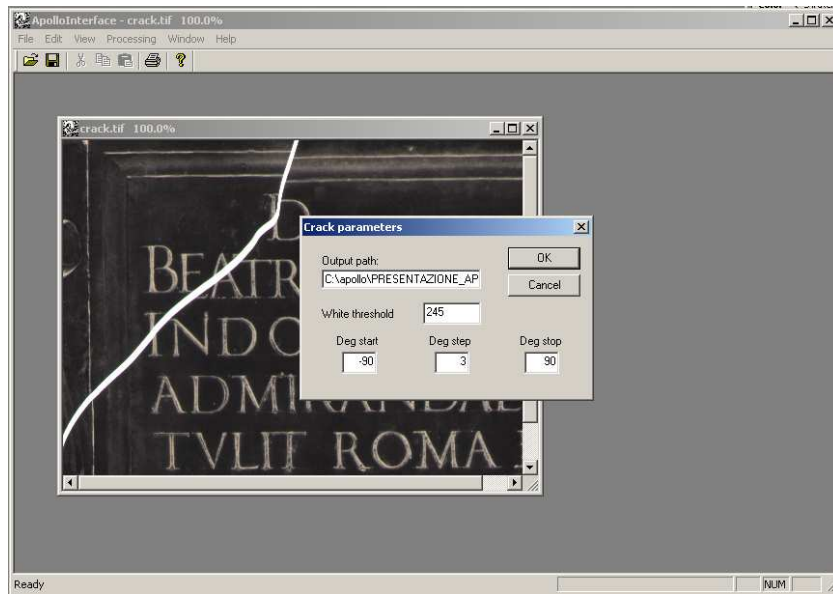 ApolloInterface - crack.tif 100.0%
File Edit View Processing Window Help
crack.tif 100.0%
D
BEATR
INDO
ADMIRANDAE
TVLIT ROMA
Crack parameters
Output path:
C:\apollo\PRESENTAZIONE_AP
OK
Cancel
White threshold 245
Deg start Deg step Deg stop
-90 3 90
Ready NUM